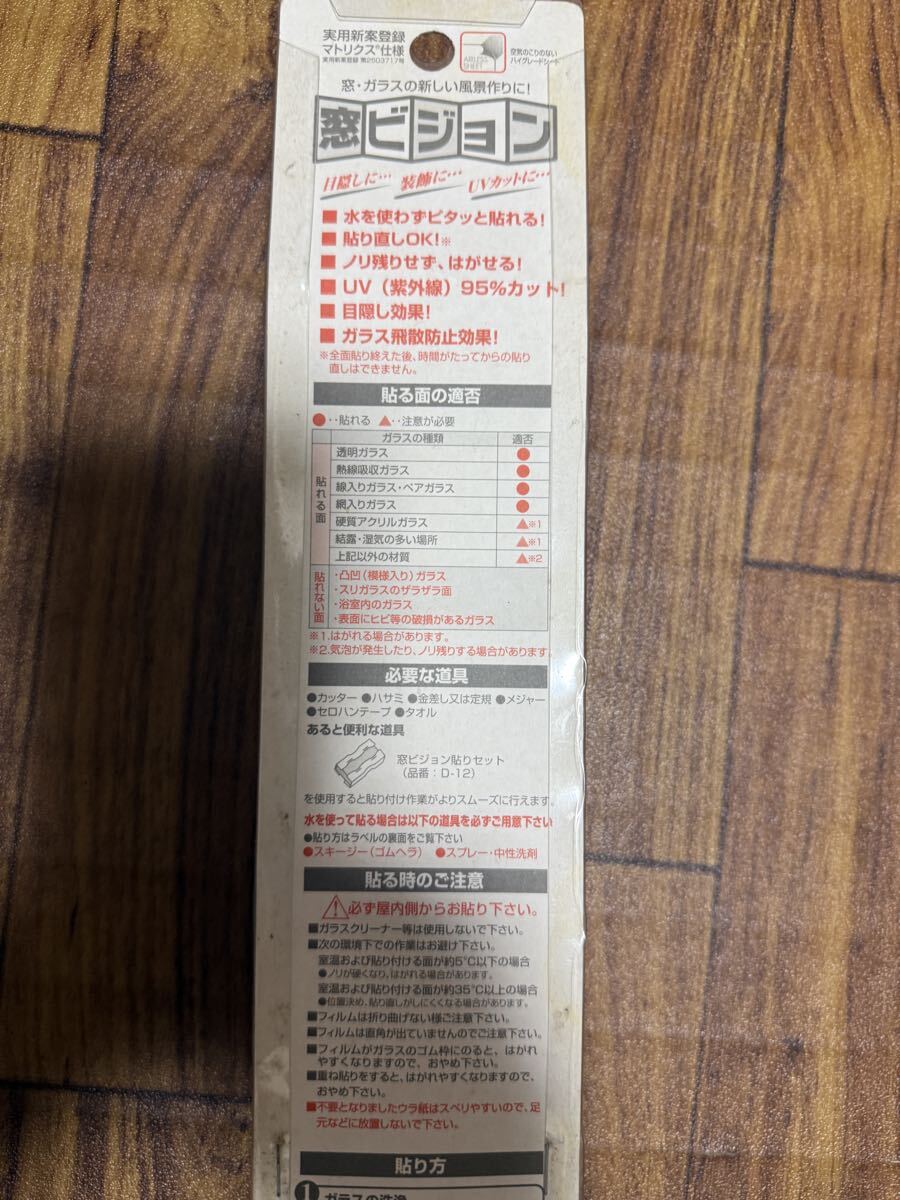 実用新案登録
マトリクス®仕様
実用新案登録 第2503717号
AIRLESS
SHEET
空気のこりのない
ハイグレードシート
窓・ガラスの新しい風景作りに!
窓ビジョン
目隠しに… 装飾に… UVカットに…
■ 水を使わずピタッと貼れる!
■ 貼り直しOK!※
■ ノリ残りせず、はがせる!
■ UV(紫外線)95%カット!
■ 目隠し効果!
■ ガラス飛散防止効果!
※全面貼り終えた後、時間がたってからの貼り
直しはできません。
貼る面の適否
●‥貼れる ▲‥注意が必要
ガラスの種類 適否
貼れる面
透明ガラス ●
熱線吸収ガラス ●
線入りガラス・ペアガラス ●
網入りガラス ●
硬質アクリルガラス ▲※1
結露・湿気の多い場所 ▲※1
上記以外の材質 ▲※2
貼れない面
・凸凹(模様入り)ガラス
・スリガラスのザラザラ面
・浴室内のガラス
・表面にヒビ等の破損があるガラス
※1.はがれる場合があります。
※2.気泡が発生したり、ノリ残りする場合があります。
必要な道具
●カッター ●ハサミ ●金差し又は定規 ●メジャー
●セロハンテープ ●タオル
あると便利な道具
窓ビジョン貼りセット
(品番:D-12)
を使用すると貼り付け作業がよりスムーズに行えます。
水を使って貼る場合は以下の道具を必ずご用意下さい
●貼り方はラベルの裏面をご覧下さい
●スキージー(ゴムヘラ) ●スプレー・中性洗剤
貼る時のご注意
⚠必ず屋内側からお貼り下さい。
■ガラスクリーナー等は使用しないで下さい。
■次の環境下での作業はお避け下さい。
室温および貼り付ける面が約5℃以下の場合
●ノリが硬くなり、はがれる場合があります。
室温および貼り付ける面が約35℃以上の場合
●位置決め、貼り直しがしにくくなる場合があります。
■フィルムは折り曲げない様ご注意下さい。
■フィルムは直角が出ていませんのでご注意下さい。
■フィルムがガラスのゴム枠にのると、はがれ
やすくなりますので、おやめ下さい。
■重ね貼りをすると、はがれやすくなりますので、
おやめ下さい。
■不要となりましたウラ紙はスベリやすいので、足
元などに放置しないで下さい。
貼り方
1 ガラスの洗浄